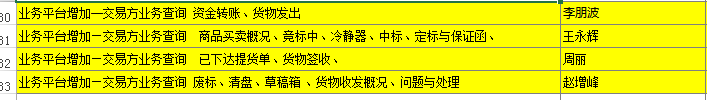 80 业务平台增加一交易方业务查询 资金转账、货物发出 李朋波
81 业务平台增加一交易方业务查询 商品买卖概况、竞标中、冷静器、中标、定标与保证函、 王永辉
82 业务平台增加一交易方业务查询 已下达提货单、货物签收、 周丽
83 业务平台增加一交易方业务查询 废标、清盘、草稿箱、货物收发概况、问题与处理 赵增峰